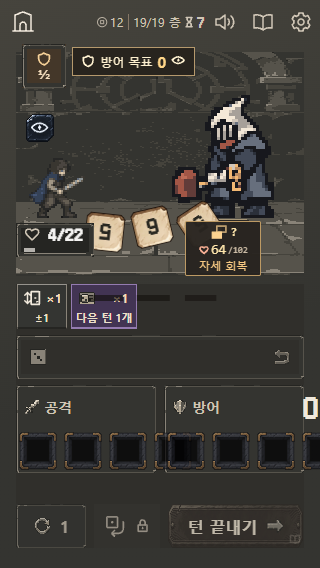 12 19/19 층 7
½
방어 목표 0
5 6
4/22
?
64/102
자세 회복
×1
±1
×1
다음 턴 1개
공격
방어
0
1
턴 끝내기